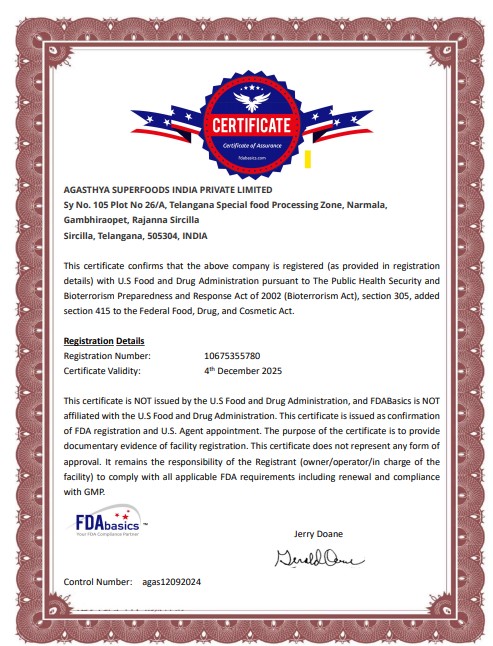 CERTIFICATE
Certificate of Assurance
fdabasics.com
AGASTHYA SUPERFOODS INDIA PRIVATE LIMITED
Sy No. 105 Plot No 26/A, Telangana Special food Processing Zone, Narmala,
Gambhiraopet, Rajanna Sircilla
Sircilla, Telangana, 505304, INDIA
This certificate confirms that the above company is registered (as provided in registration
details) with U.S Food and Drug Administration pursuant to The Public Health Security and
Bioterrorism Preparedness and Response Act of 2002 (Bioterrorism Act), section 305, added
section 415 to the Federal Food, Drug, and Cosmetic Act.
Registration Details
Registration Number: 10675355780
Certificate Validity: 4th December 2025
This certificate is NOT issued by the U.S Food and Drug Administration, and FDABasics is NOT
affiliated with the U.S Food and Drug Administration. This certificate is issued as confirmation
of FDA registration and U.S. Agent appointment. The purpose of the certificate is to provide
documentary evidence of facility registration. This certificate does not represent any form of
approval. It remains the responsibility of the Registrant (owner/operator/in charge of the
facility) to comply with all applicable FDA requirements including renewal and compliance
with GMP.
FDAbasics ™
Your FDA Compliance Partner
Jerry Doane
Gerald Doane
Control Number: agas12092024